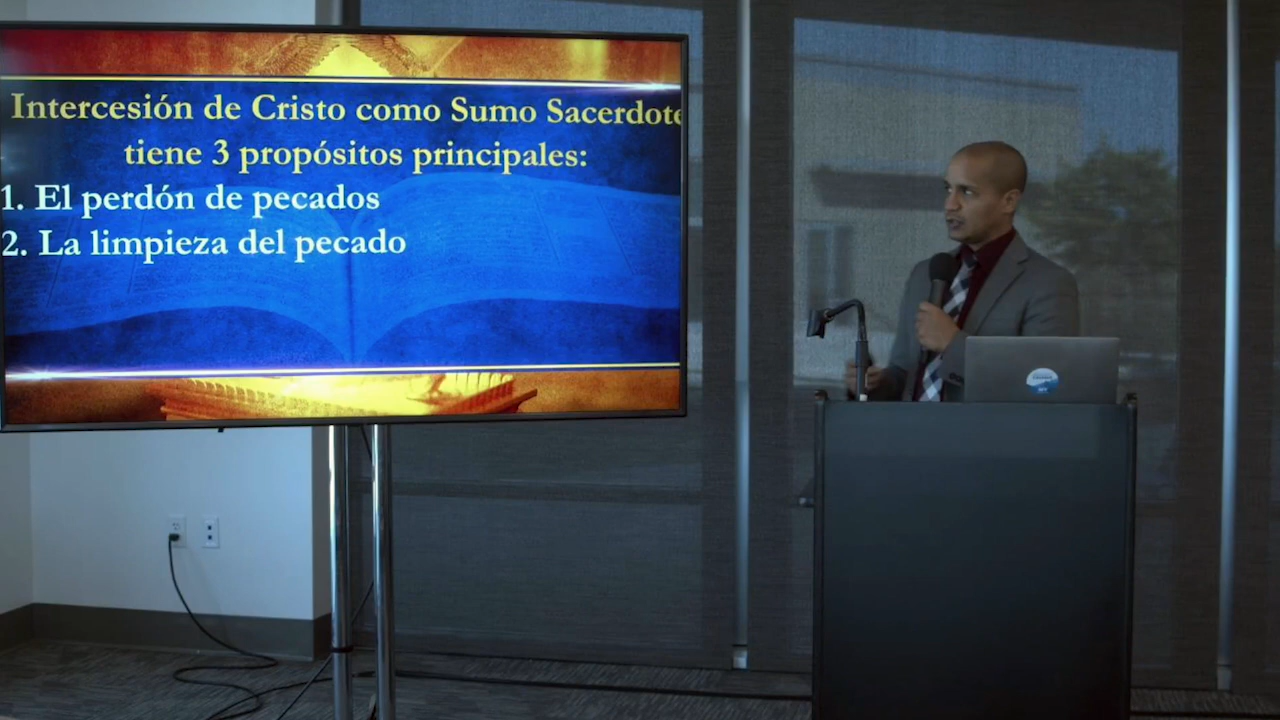 Intercesión de Cristo como Sumo Sacerdote
tiene 3 propósitos principales:
1. El perdón de pecados
2. La limpieza del pecado